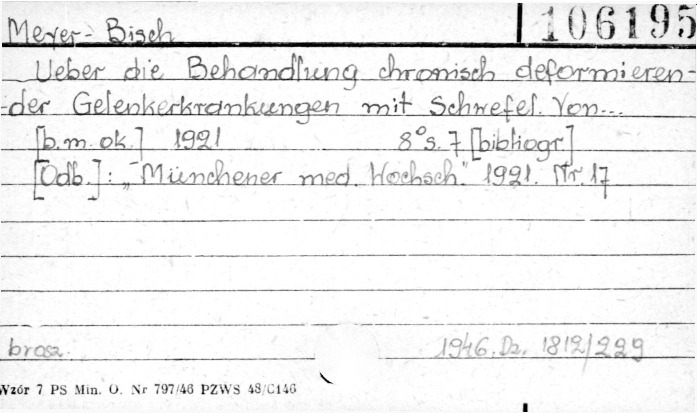 Meyer-Bisch
106195
Ueber die Behandlung chronisch deformieren-
der Gelenkerkrankungen mit Schwefel. Von...
[b.m. ok.] 1921 8° s. 7 [bibliogr]
[Odb.]: „Münchener med. Wochsch." 1921. Nr. 17
brosz.
1946. Dz. 1812/229
Wzór 7 PS Min. O. Nr 797/46 PZWS 48/C146